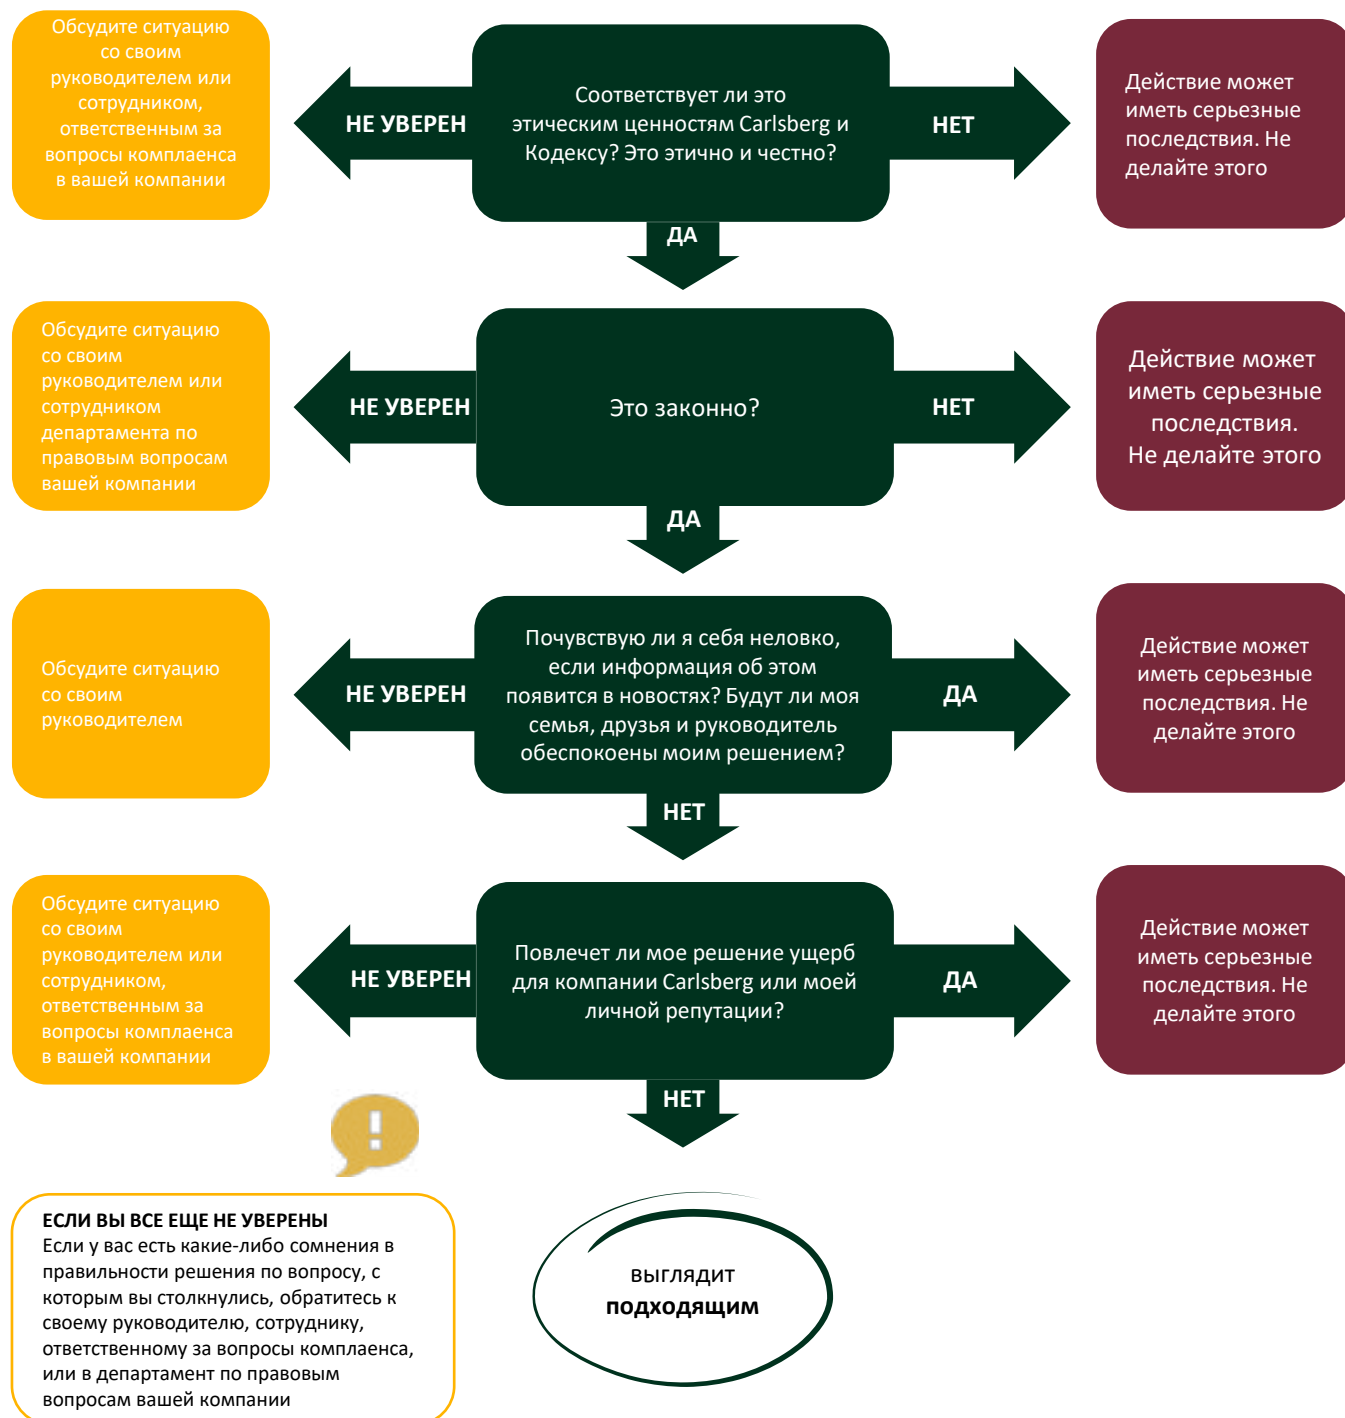 Обсудите ситуацию
со своим
руководителем или
сотрудником,
ответственным за
вопросы комплаенса
в вашей компании
НЕ УВЕРЕН
Соответствует ли это
этическим ценностям Carlsberg и
Кодексу? Это этично и честно?
НЕТ
Действие может
иметь серьезные
последствия. Не
делайте этого
ДА
Обсудите ситуацию
со своим
руководителем или
сотрудником
департамента по
правовым вопросам
вашей компании
НЕ УВЕРЕН
Это законно?
НЕТ
Действие может
иметь серьезные
последствия.
Не делайте этого
ДА
Обсудите ситуацию
со своим
руководителем
НЕ УВЕРЕН
Почувствую ли я себя неловко,
если информация об этом
появится в новостях? Будут ли моя
семья, друзья и руководитель
обеспокоены моим решением?
ДА
Действие может
иметь серьезные
последствия. Не
делайте этого
НЕТ
Обсудите ситуацию
со своим
руководителем или
сотрудником,
ответственным за
вопросы комплаенса
в вашей компании
НЕ УВЕРЕН
Повлечет ли мое решение ущерб
для компании Carlsberg или моей
личной репутации?
ДА
Действие может
иметь серьезные
последствия. Не
делайте этого
НЕТ
!
ЕСЛИ ВЫ ВСЕ ЕЩЕ НЕ УВЕРЕНЫ
Если у вас есть какие-либо сомнения в
правильности решения по вопросу, с
которым вы столкнулись, обратитесь к
своему руководителю, сотруднику,
ответственному за вопросы комплаенса,
или в департамент по правовым
вопросам вашей компании
выглядит
подходящим